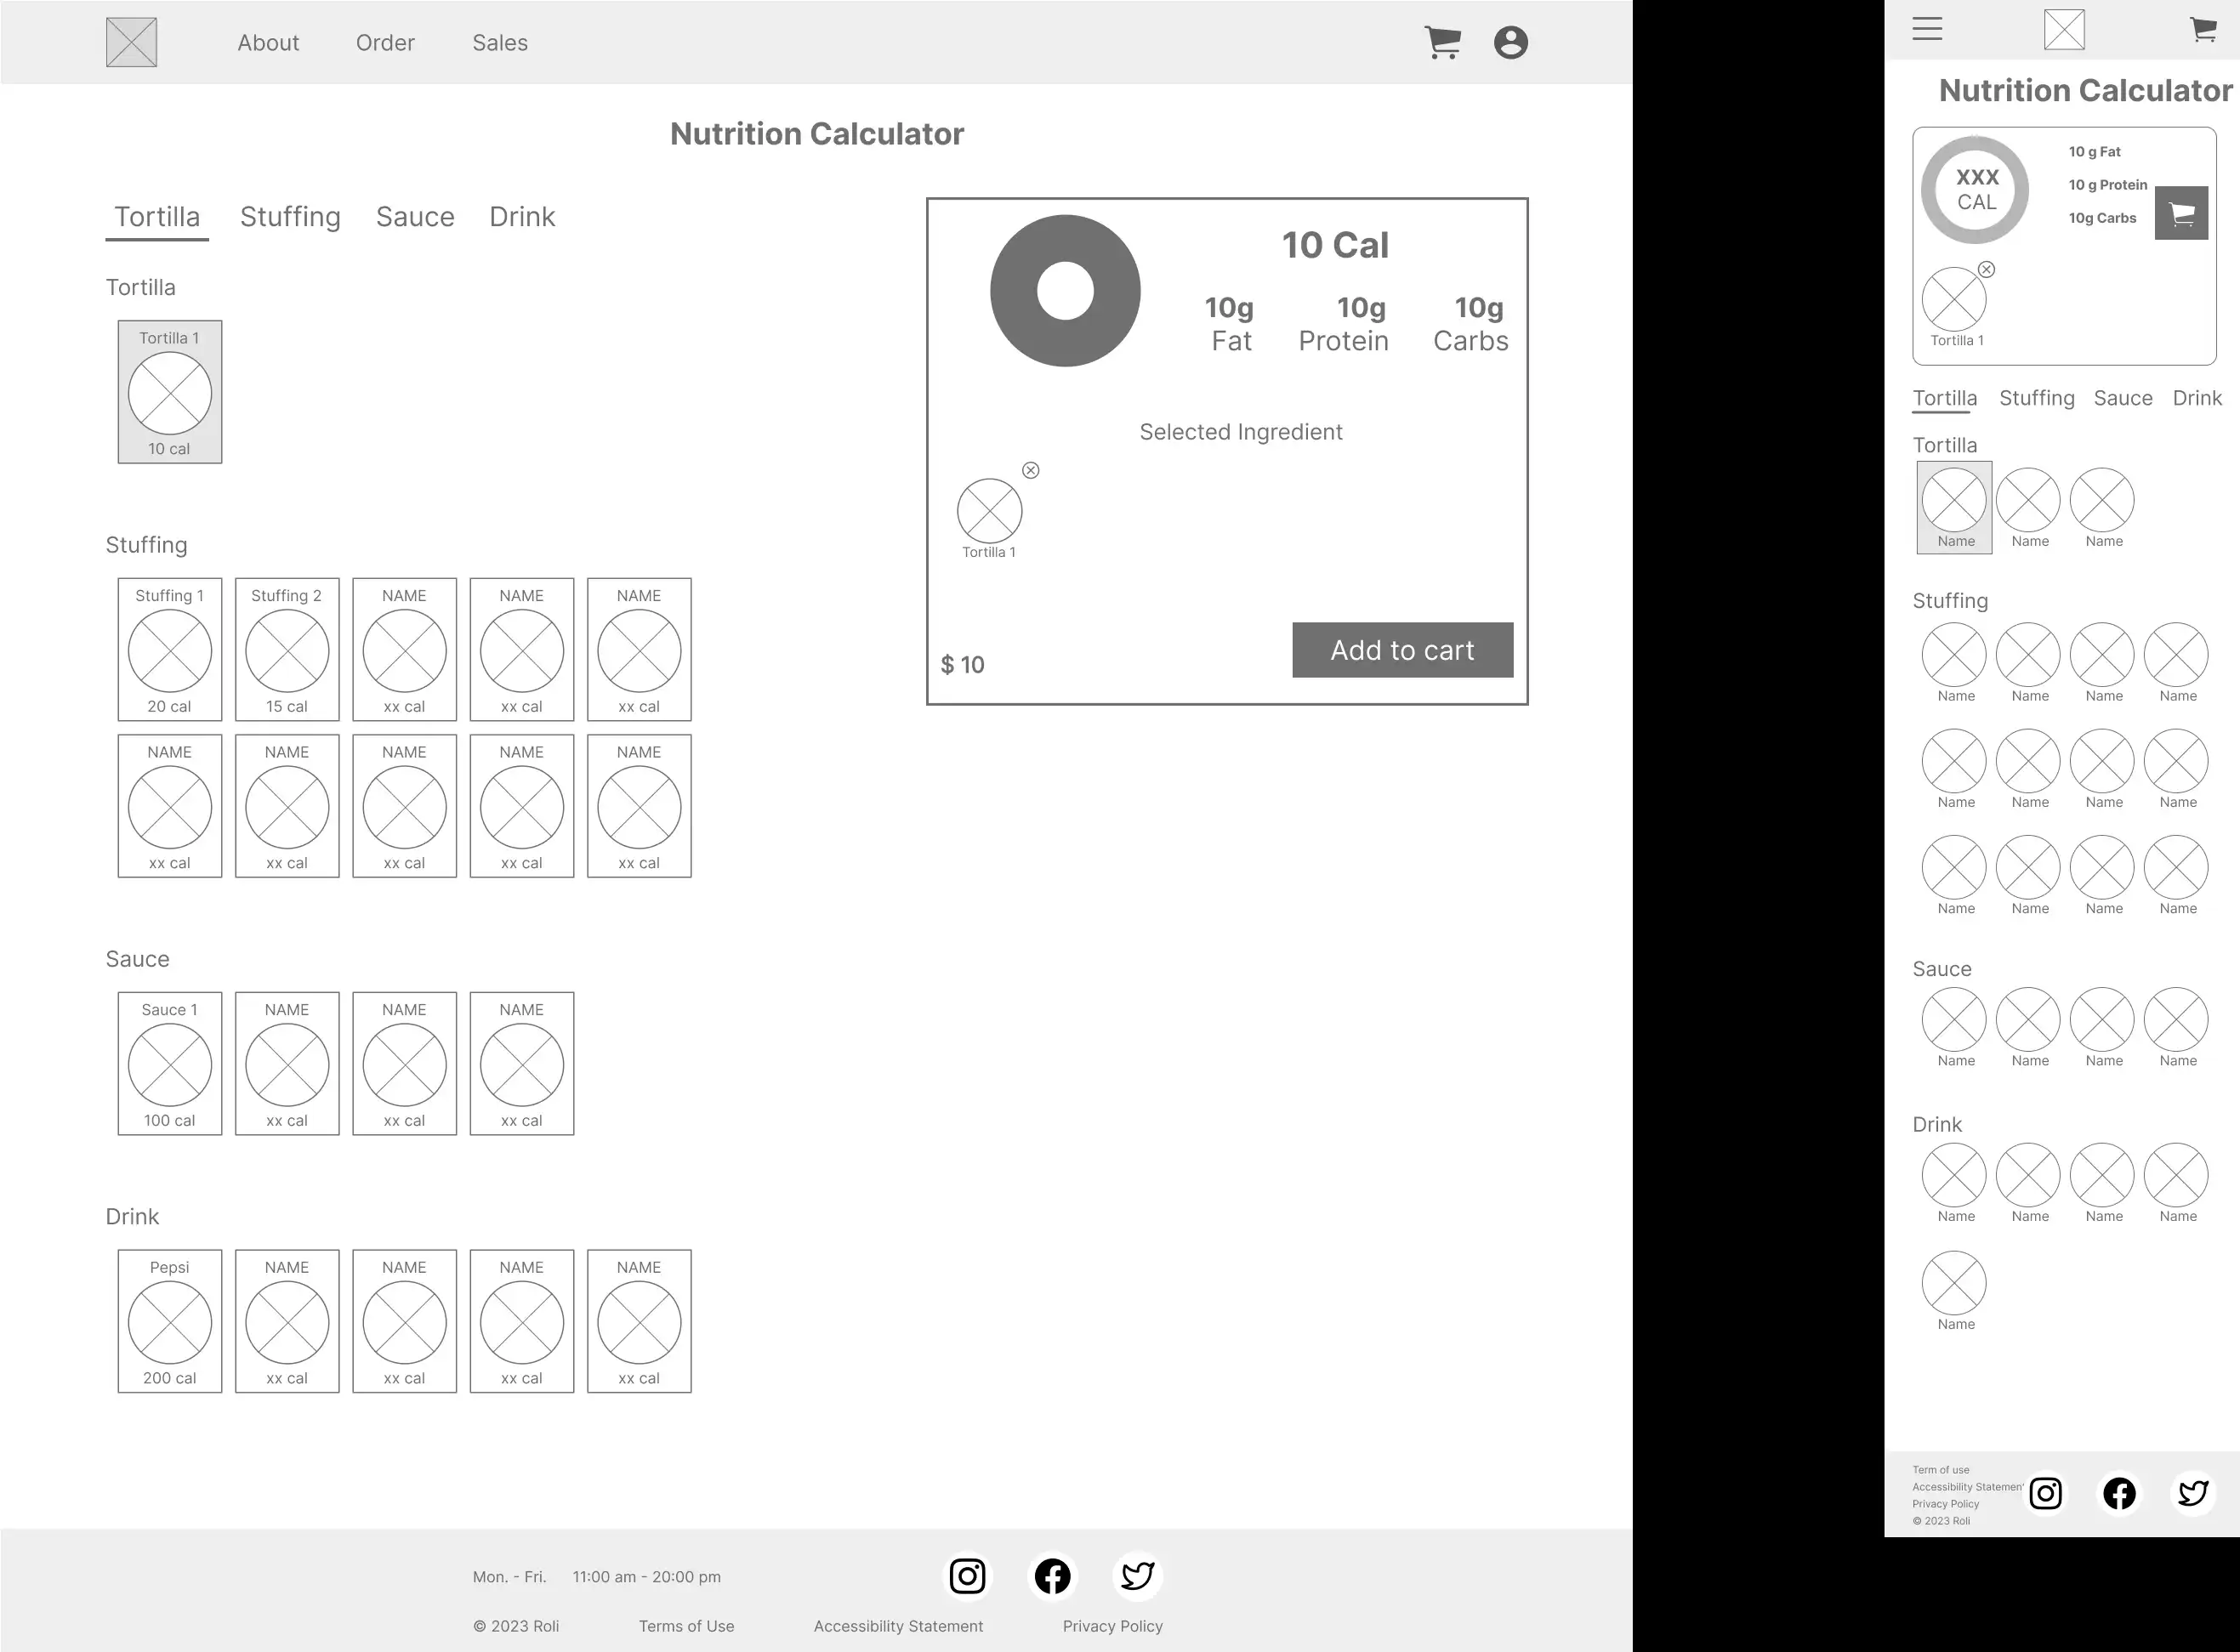 About Order Sales
Nutrition Calculator
Tortilla Stuffing Sauce Drink
Tortilla
Tortilla 1
10 cal
Stuffing
Stuffing 1 Stuffing 2 NAME NAME NAME
20 cal 15 cal xx cal xx cal xx cal
NAME NAME NAME NAME NAME
xx cal xx cal xx cal xx cal xx cal
Sauce
Sauce 1 NAME NAME NAME
100 cal xx cal xx cal xx cal
Drink
Pepsi NAME NAME NAME NAME
200 cal xx cal xx cal xx cal xx cal
10 Cal
10g 10g 10g
Fat Protein Carbs
Selected Ingredient
Tortilla 1
$ 10
Add to cart
Mon. - Fri. 11:00 am - 20:00 pm
© 2023 Roli Terms of Use Accessibility Statement Privacy Policy
Nutrition Calculator
XXX
CAL
10 g Fat
10 g Protein
10g Carbs
Tortilla 1
Tortilla Stuffing Sauce Drink
Tortilla
Name Name Name
Stuffing
Name Name Name Name
Name Name Name Name
Name Name Name Name
Sauce
Name Name Name Name
Drink
Name Name Name Name
Name
Term of use
Accessibility Statement
Privacy Policy
© 2023 Roli